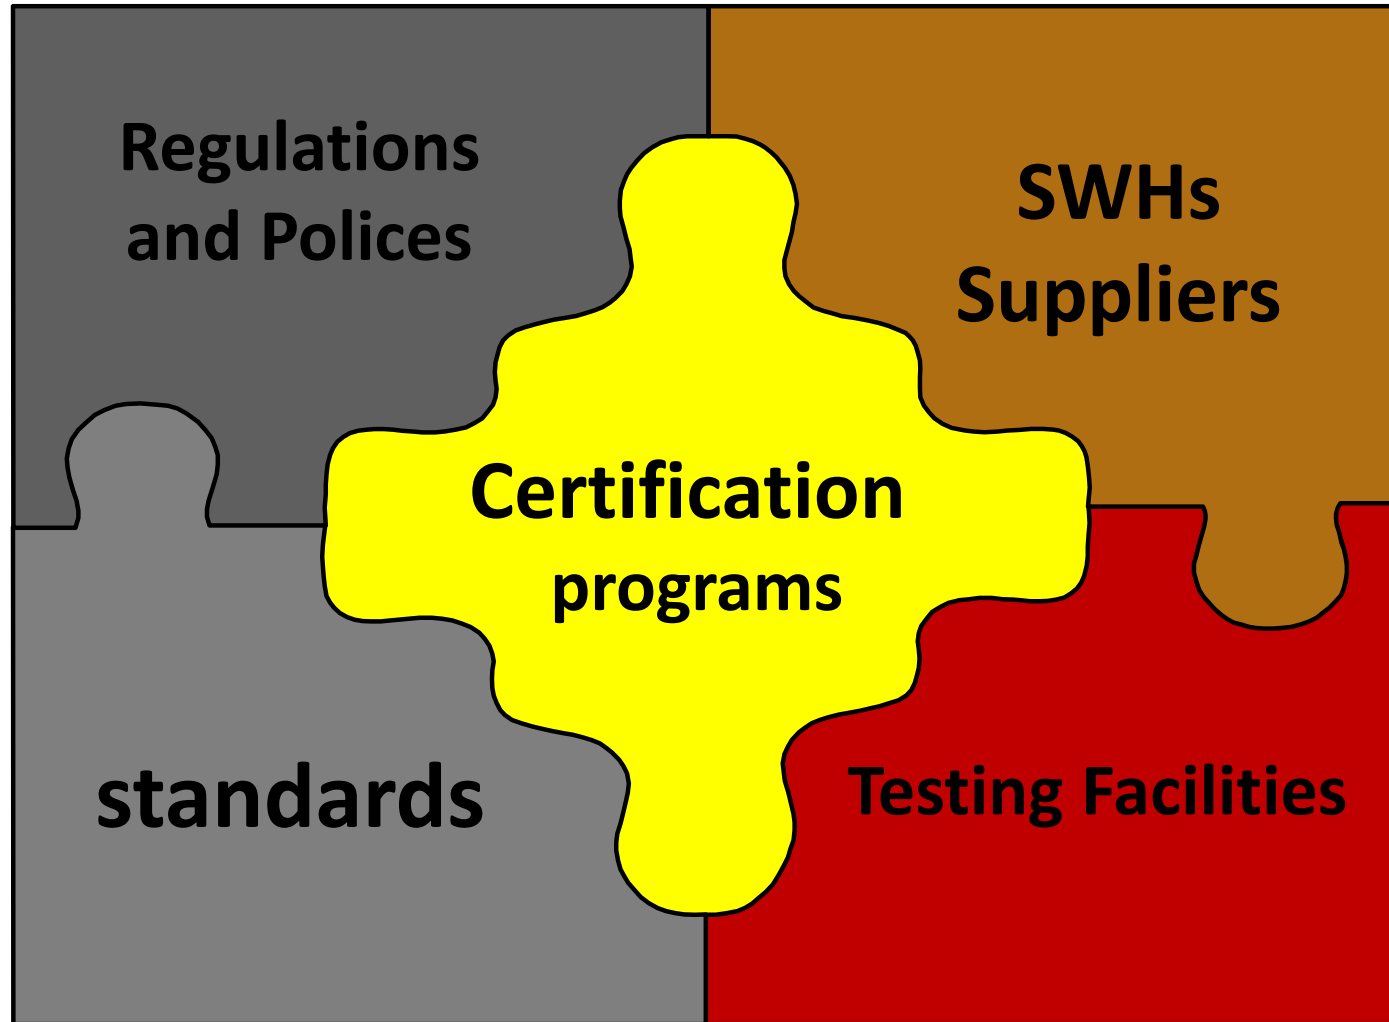 Regulations
and Polices
SWHs
Suppliers
Certification
programs
standards
Testing Facilities